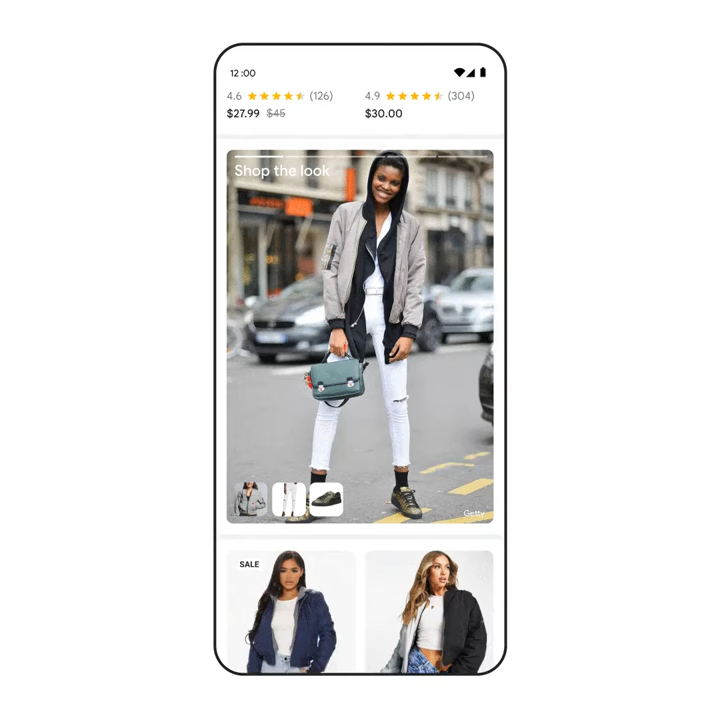 12:00
4.6 (126)
4.9 (304)
$27.99 $45
$30.00
Shop the look
Getty
SALE